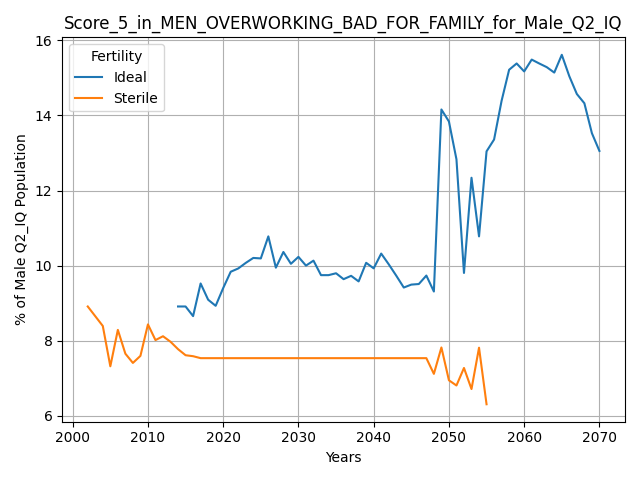 Score_5_in_MEN_OVERWORKING_BAD_FOR_FAMILY_for_Male_Q2_IQ
Fertility
Ideal
Sterile
% of Male Q2_IQ Population
16
14
12
10
8
6
2000 2010 2020 2030 2040 2050 2060 2070
Years